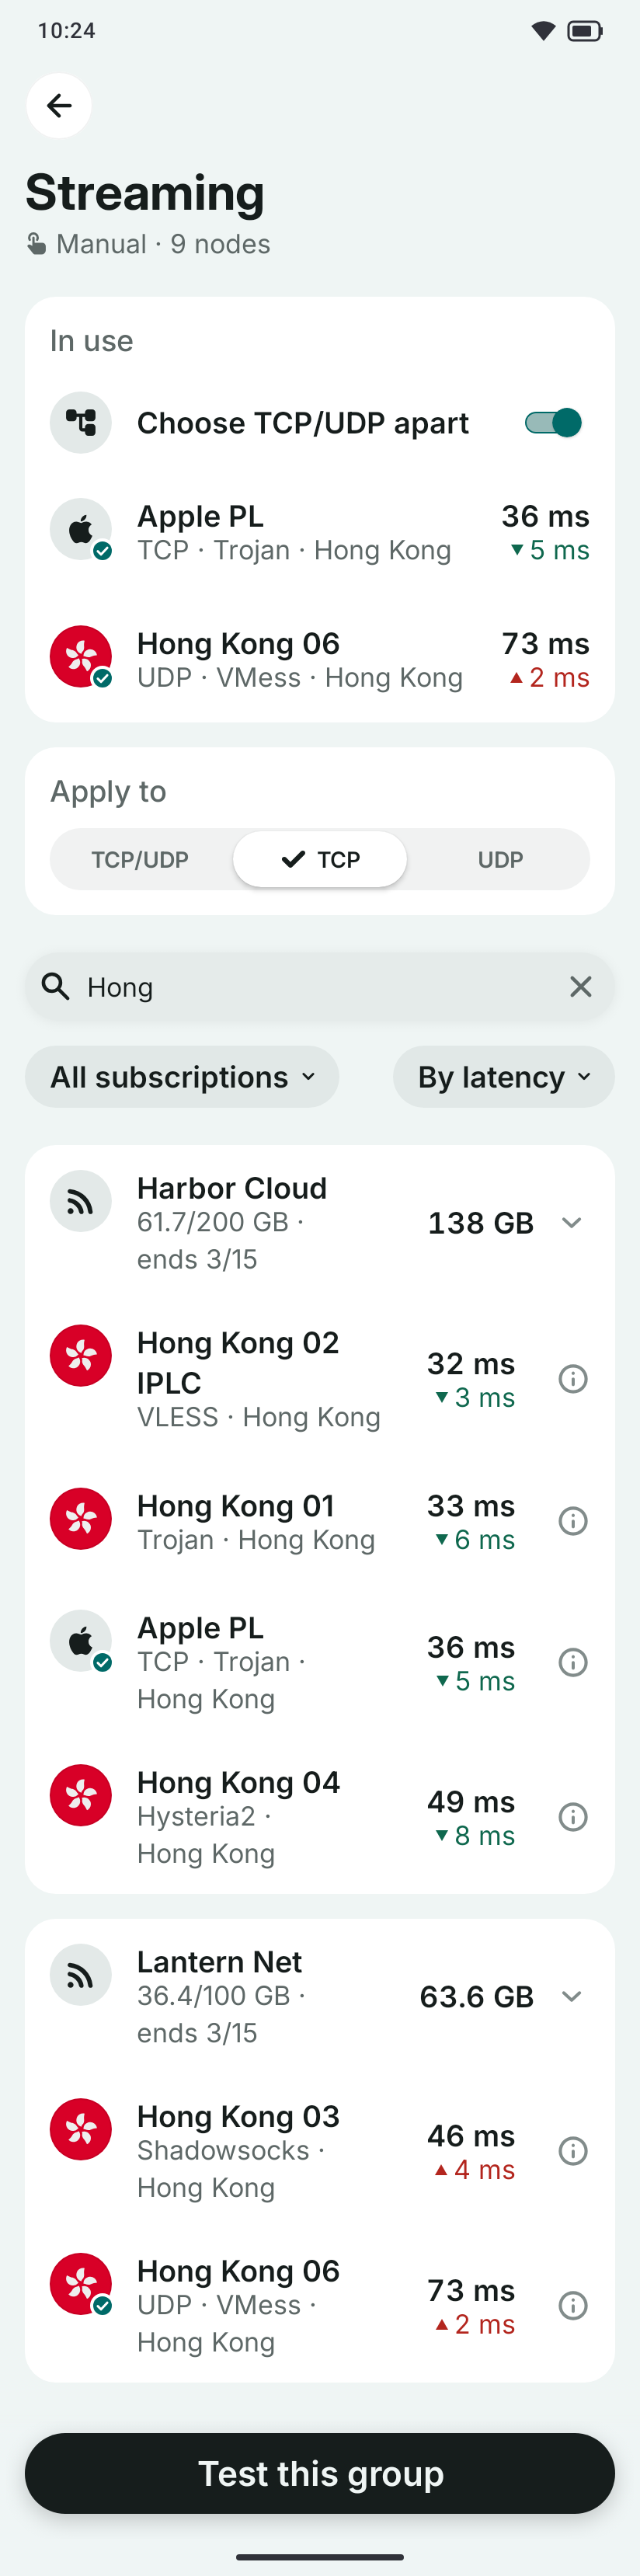 10:24
Streaming
Manual · 9 nodes
In use
Choose TCP/UDP apart
Apple PL
36 ms
TCP · Trojan · Hong Kong
▼ 5 ms
Hong Kong 06
73 ms
UDP · VMess · Hong Kong
▲ 2 ms
Apply to
TCP/UDP
TCP
UDP
Hong
All subscriptions
By latency
Harbor Cloud
61.7/200 GB ·
ends 3/15
138 GB
Hong Kong 02
IPLC
VLESS · Hong Kong
32 ms
▼ 3 ms
Hong Kong 01
Trojan · Hong Kong
33 ms
▼ 6 ms
Apple PL
TCP · Trojan ·
Hong Kong
36 ms
▼ 5 ms
Hong Kong 04
Hysteria2 ·
Hong Kong
49 ms
▼ 8 ms
Lantern Net
36.4/100 GB ·
ends 3/15
63.6 GB
Hong Kong 03
Shadowsocks ·
Hong Kong
46 ms
▲ 4 ms
Hong Kong 06
UDP · VMess ·
Hong Kong
73 ms
▲ 2 ms
Test this group